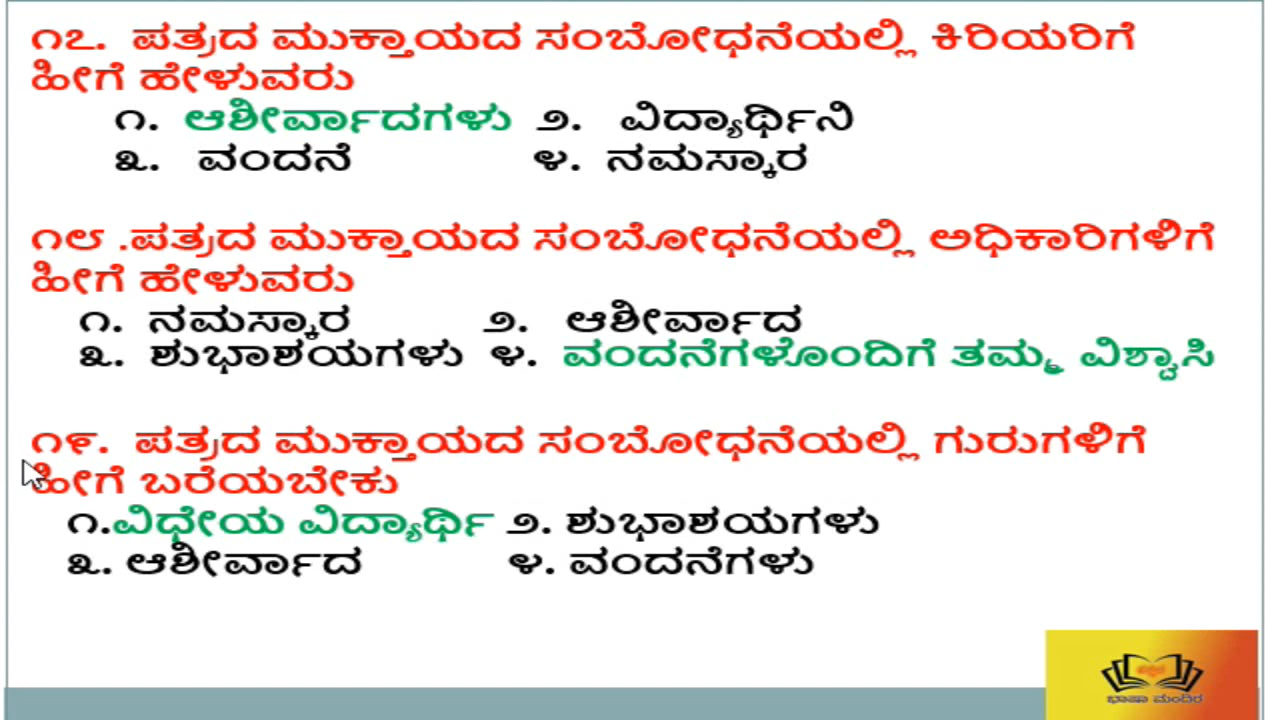 ೧೭. ಪತ್ರದ ಮುಕ್ತಾಯದ ಸಂಬೋಧನೆಯಲ್ಲಿ ಕಿರಿಯರಿಗೆ
ಹೀಗೆ ಹೇಳುವರು
೧. ಆಶೀರ್ವಾದಗಳು ೨. ವಿದ್ಯಾರ್ಥಿನಿ
೩. ವಂದನೆ ೪. ನಮಸ್ಕಾರ
೧೮ .ಪತ್ರದ ಮುಕ್ತಾಯದ ಸಂಬೋಧನೆಯಲ್ಲಿ ಅಧಿಕಾರಿಗಳಿಗೆ
ಹೀಗೆ ಹೇಳುವರು
೧. ನಮಸ್ಕಾರ ೨. ಆಶೀರ್ವಾದ
೩. ಶುಭಾಶಯಗಳು ೪. ವಂದನೆಗಳೊಂದಿಗೆ ತಮ್ಮ ವಿಶ್ವಾಸಿ
೧೯. ಪತ್ರದ ಮುಕ್ತಾಯದ ಸಂಬೋಧನೆಯಲ್ಲಿ ಗುರುಗಳಿಗೆ
ಹೀಗೆ ಬರೆಯಬೇಕು
೧.ವಿಧೇಯ ವಿದ್ಯಾರ್ಥಿ ೨. ಶುಭಾಶಯಗಳು
೩. ಆಶೀರ್ವಾದ ೪. ವಂದನೆಗಳು
ಭಾಷಾ ಮಂದಿರ